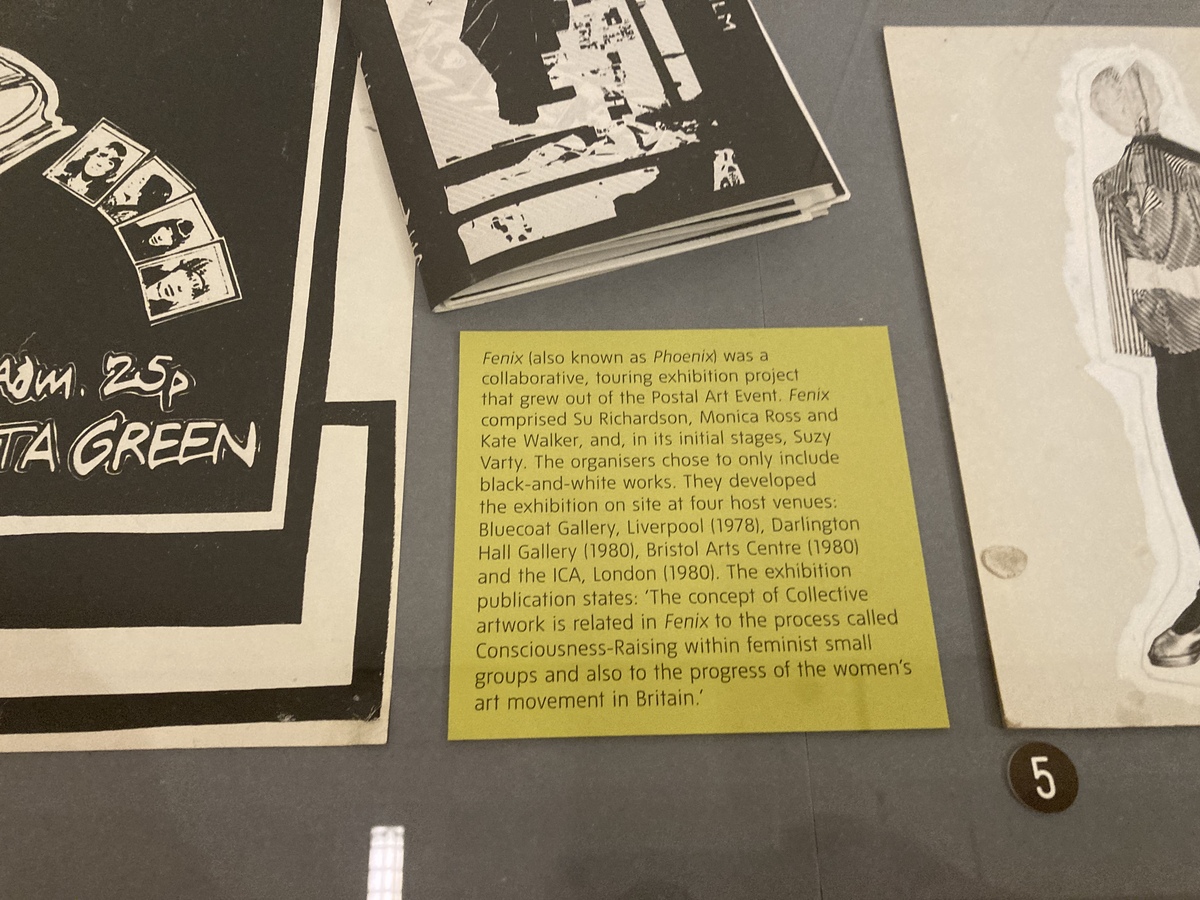 LM
Adm. 25p
TA GREEN
Fenix (also known as Phoenix) was a
collaborative, touring exhibition project
that grew out of the Postal Art Event. Fenix
comprised Su Richardson, Monica Ross and
Kate Walker, and, in its initial stages, Suzy
Varty. The organisers chose to only include
black-and-white works. They developed
the exhibition on site at four host venues:
Bluecoat Gallery, Liverpool (1978), Darlington
Hall Gallery (1980), Bristol Arts Centre (1980)
and the ICA, London (1980). The exhibition
publication states: ‘The concept of Collective
artwork is related in Fenix to the process called
Consciousness-Raising within feminist small
groups and also to the progress of the women’s
art movement in Britain.’
5